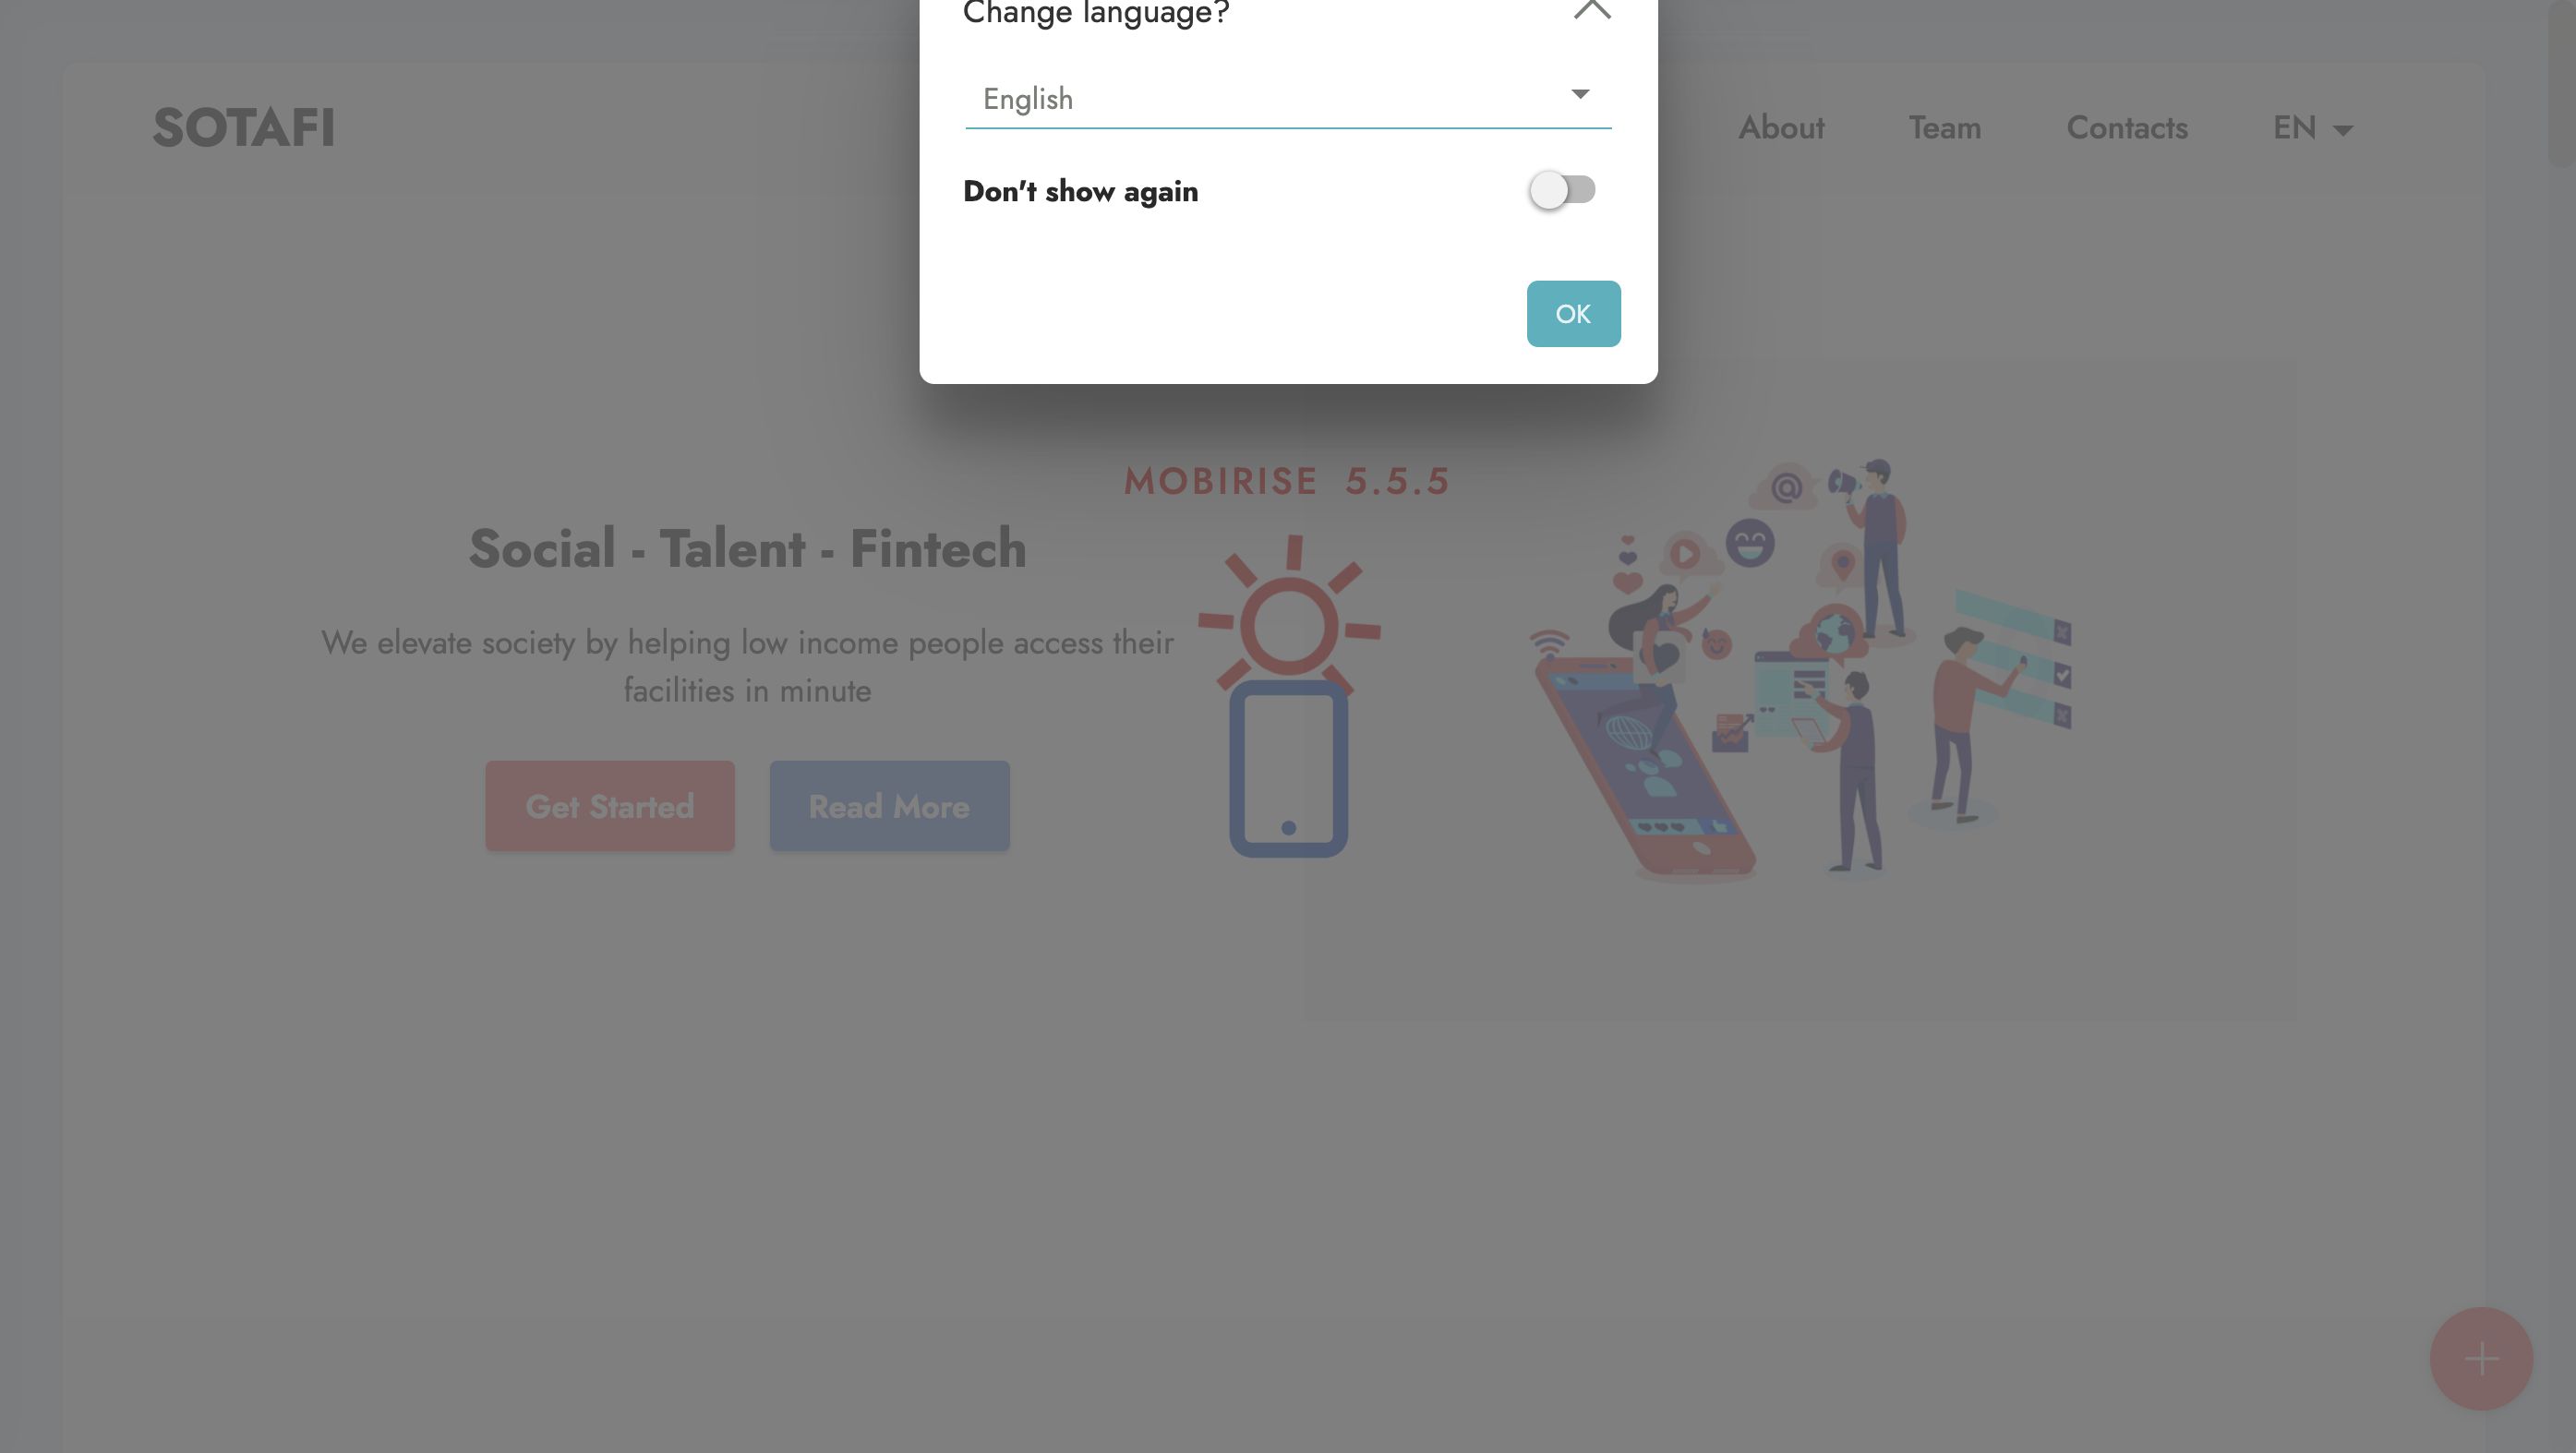 Change language?
English
Don't show again
OK
SOTAFI
About
Team
Contacts
EN
MOBIRISE 5.5.5
Social - Talent - Fintech
We elevate society by helping low income people access their
facilities in minute
Get Started
Read More